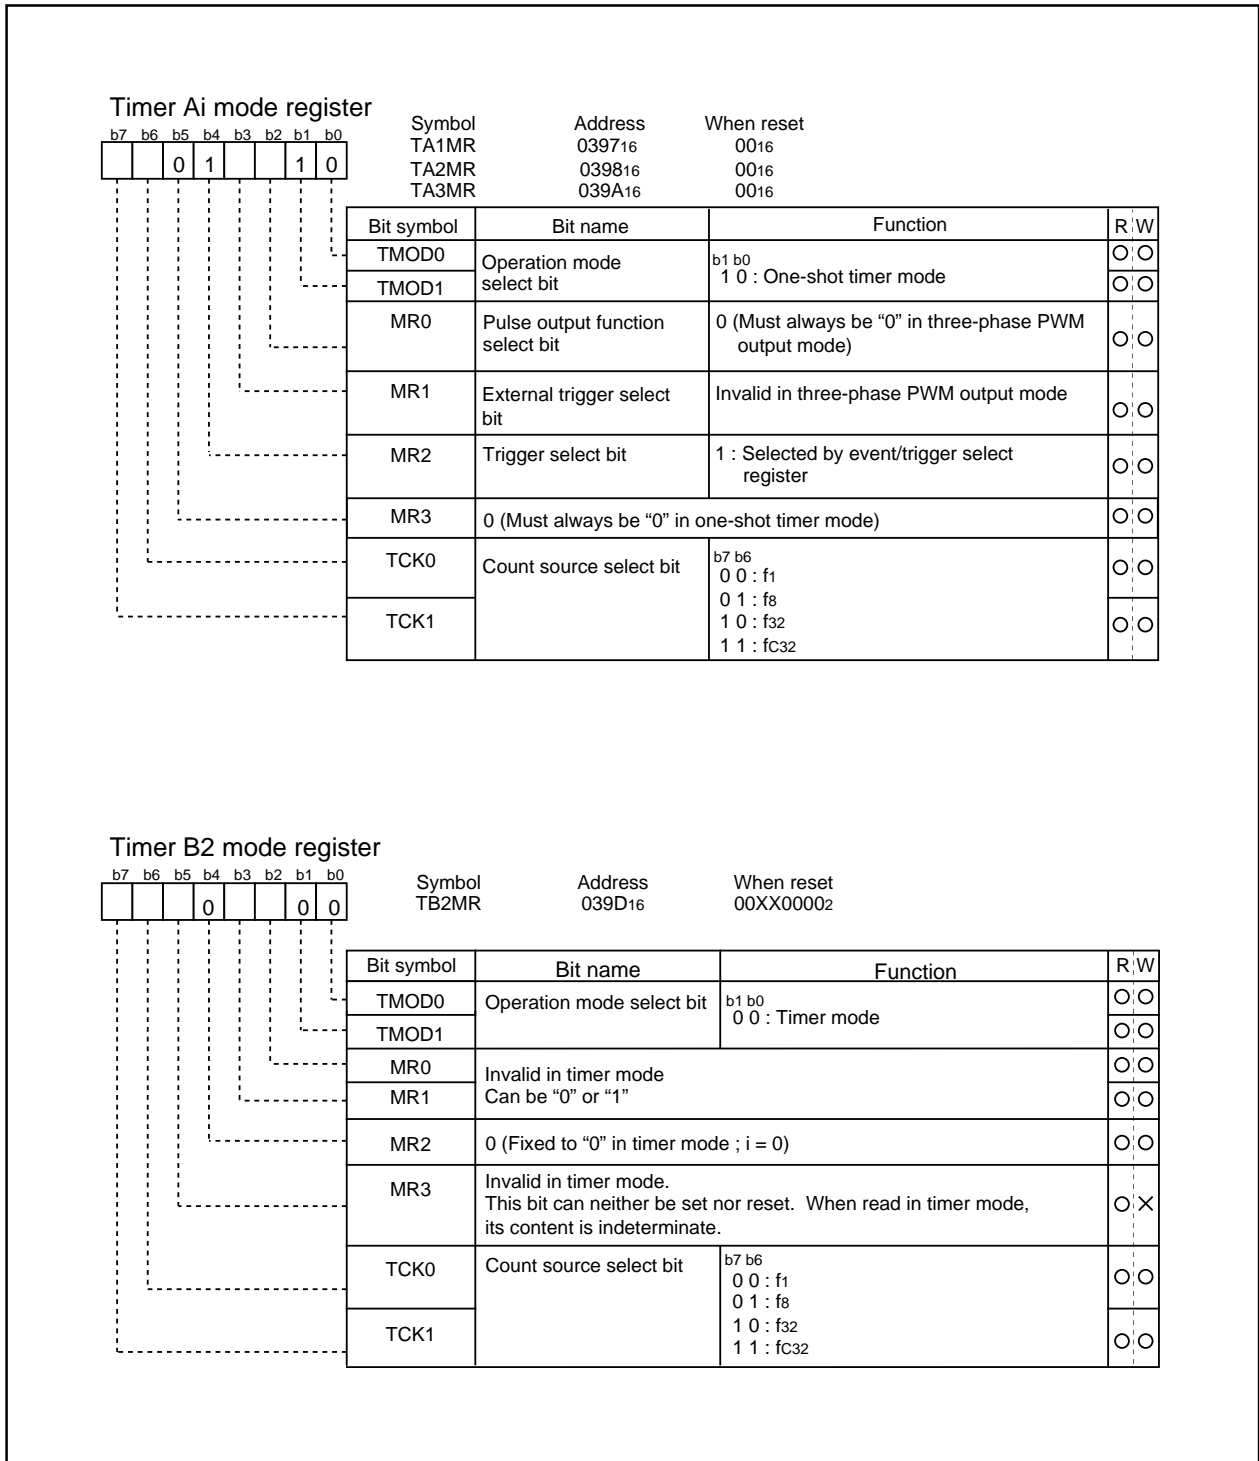 Timer Ai mode register
b7 b6 b5 b4 b3 b2 b1 b0
0 1 1 0
Symbol Address When reset
TA1MR 039716 0016
TA2MR 039816 0016
TA3MR 039A16 0016
Bit symbol Bit name Function R W
TMOD0 Operation mode b1 b0
TMOD1 select bit 1 0 : One-shot timer mode
MR0 Pulse output function 0 (Must always be “0” in three-phase PWM
select bit output mode)
MR1 External trigger select Invalid in three-phase PWM output mode
bit
MR2 Trigger select bit 1 : Selected by event/trigger select
register
MR3 0 (Must always be “0” in one-shot timer mode)
TCK0 Count source select bit b7 b6
0 0 : f1
0 1 : f8
TCK1 1 0 : f32
1 1 : fC32
Timer B2 mode register
b7 b6 b5 b4 b3 b2 b1 b0
0 0 0
Symbol Address When reset
TB2MR 039D16 00XX00002
Bit symbol Bit name Function R W
TMOD0 Operation mode select bit b1 b0
0 0 : Timer mode
TMOD1
MR0 Invalid in timer mode
MR1 Can be “0” or “1”
MR2 0 (Fixed to “0” in timer mode ; i = 0)
MR3 Invalid in timer mode.
This bit can neither be set nor reset. When read in timer mode,
its content is indeterminate.
TCK0 Count source select bit b7 b6
0 0 : f1
0 1 : f8
TCK1 1 0 : f32
1 1 : fC32